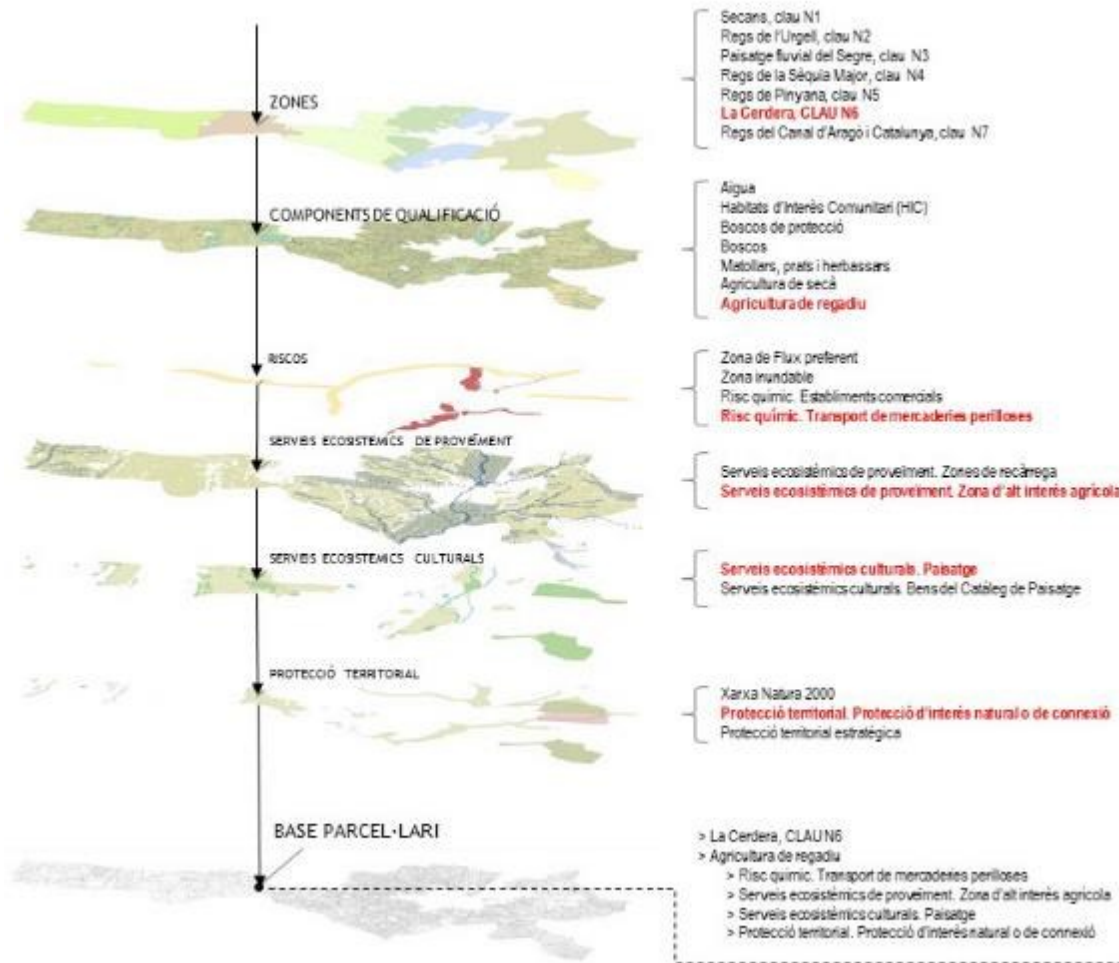 Secans, clau N1
Regs de l'Urgell, clau N2
Paisatge fluvial del Segre, clau N3
Regs de la Sèquia Major, clau N4
Regs de Pinyana, clau N5
La Cerdera, CLAU N6
Regs del Canal d'Aragó i Catalunya, clau N7
ZONES
Aigua
Habitats d'Interés Comunitari (HIC)
Boscos de protecció
Boscos
Matollars, prats i herbassars
Agricultura de secà
Agricultura de regadiu
COMPONENTS DE QUALIFICACIÓ
RISCOS
Zona de Flux preferent
Zona inundable
Risc químic. Establiments comercials
Risc químic. Transport de mercaderies perilloses
SERVEIS ECOSISTEMICS DE PROVEÏMENT
Serveis ecosistèmics de proveïment. Zones de recàrrega
Serveis ecosistèmics de proveïment. Zona d'alt interès agrícola
SERVEIS ECOSISTEMICS CULTURALS
Serveis ecosistèmics culturals. Paisatge
Serveis ecosistèmics culturals. Bens del Catàleg de Paisatge
PROTECCIÓ TERRITORIAL
Xarxa Natura 2000
Protecció territorial. Protecció d'interés natural o de connexió
Protecció territorial estratégica
BASE PARCEL·LARI
> La Cerdera, CLAU N6
> Agricultura de regadiu
> Risc químic. Transport de mercaderies perilloses
> Serveis ecosistèmics de proveïment. Zona d'alt interès agrícola
> Serveis ecosistèmics culturals. Paisatge
> Protecció territorial. Protecció d'interés natural o de connexió